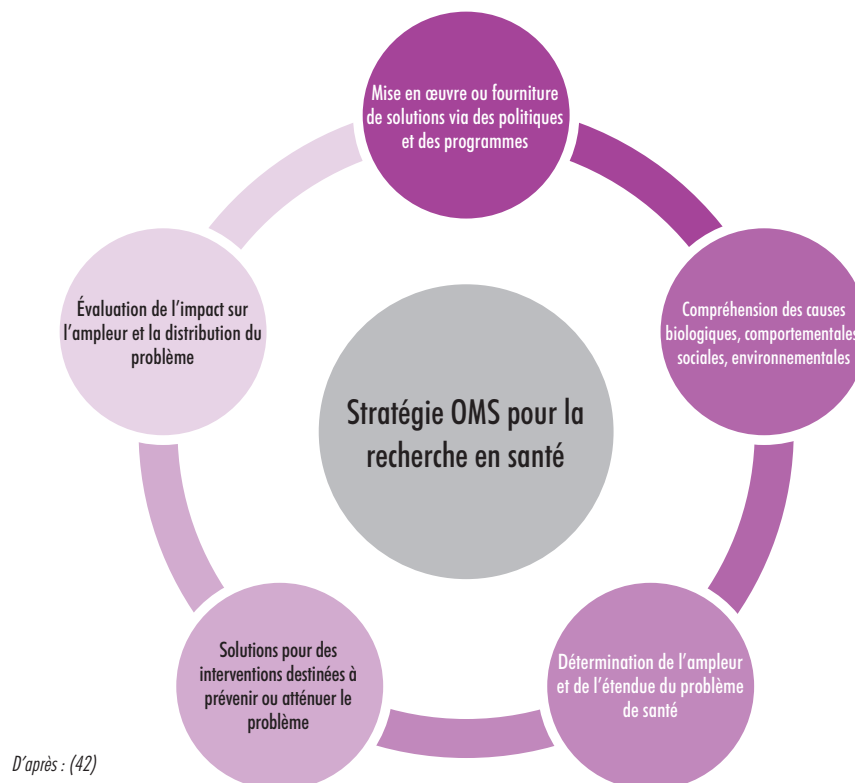 Mise en œuvre ou fourniture
de solutions via des politiques
et des programmes
Compréhension des causes
biologiques, comportementales
sociales, environnementales
Détermination de l'ampleur
et de l'étendue du problème
de santé
Solutions pour des
interventions destinées à
prévenir ou atténuer le
problème
Évaluation de l'impact sur
l'ampleur et la distribution du
problème
Stratégie OMS pour la
recherche en santé
D'après : (42)